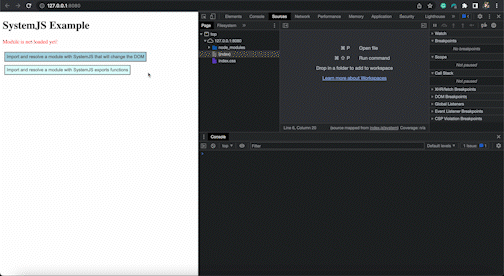 127.0.0.1:8080
SystemJS Example
Module is not loaded yet!
Import and resolve a module with SystemJS that will change the DOM
Import and resolve a module with SystemJS exports functions
Elements Console Sources Network Performance Memory Application Security Lighthouse
Page Filesystem
top
127.0.0.1:8080
node_modules
(index)
index.css
⌘ P Open file
⌘ ⇧ P Run command
Drop in a folder to add to workspace
Learn more about Workspaces
Line 6, Column 20
Coverage: n/a
Watch
Breakpoints
No breakpoints
Scope
Not paused
Call Stack
Not paused
XHR/fetch Breakpoints
DOM Breakpoints
Global Listeners
Event Listener Breakpoints
CSP Violation Breakpoints
Console
top Filter Default levels 1 Issue: 1